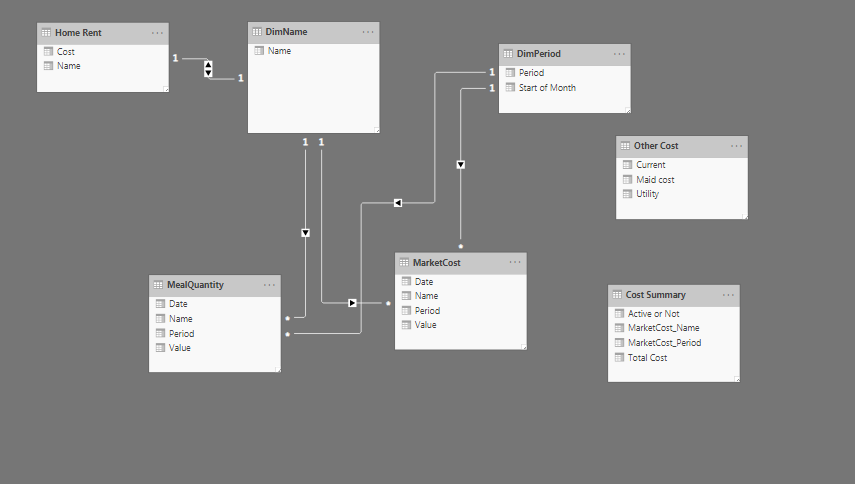 Home Rent ...
Cost
Name
DimName ...
Name
DimPeriod ...
Period
Start of Month
1
1
1
1
1 1
Other Cost ...
Current
Maid cost
Utility
MarketCost ...
Date
Name
Period
Value
MealQuantity ...
Date
Name
Period
Value
Cost Summary ...
Active or Not
MarketCost_Name
MarketCost_Period
Total Cost